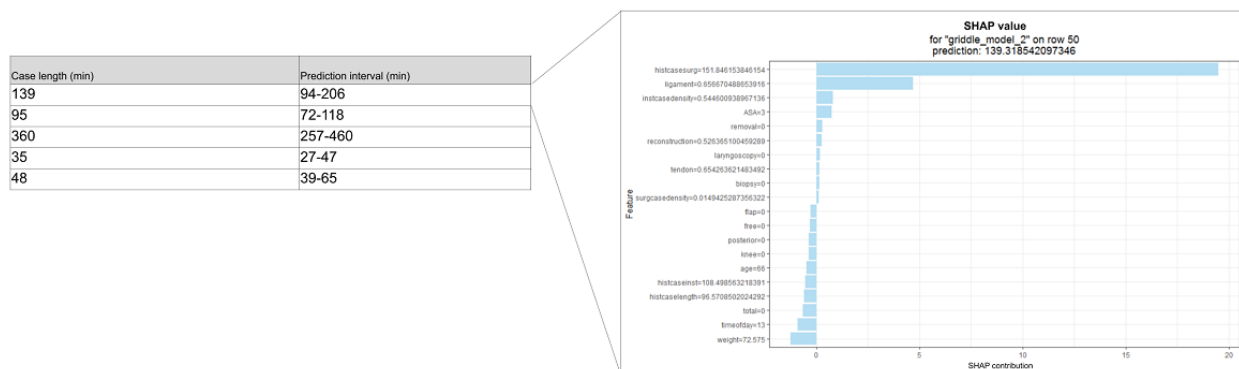 Case length (min) Prediction interval (min)
139 94-206
95 72-118
360 257-460
35 27-47
48 39-65
SHAP value
for "griddle_model_2" on row 50
prediction: 139.318542097346
Feature
histcasesurg=151.846153846154
ligament=0.656670488653916
instcasedensity=0.544600938967136
ASA=3
removal=0
reconstruction=0.526365100459289
laryngoscopy=0
tendon=0.654263621483492
biopsy=0
surgcasedensity=0.0149425287356322
flap=0
free=0
posterior=0
knee=0
age=66
histcaseinst=108.498563218391
histcaselength=96.5708502024292
total=0
timeofday=13
weight=72.575
0 5 10 15 20
SHAP contribution